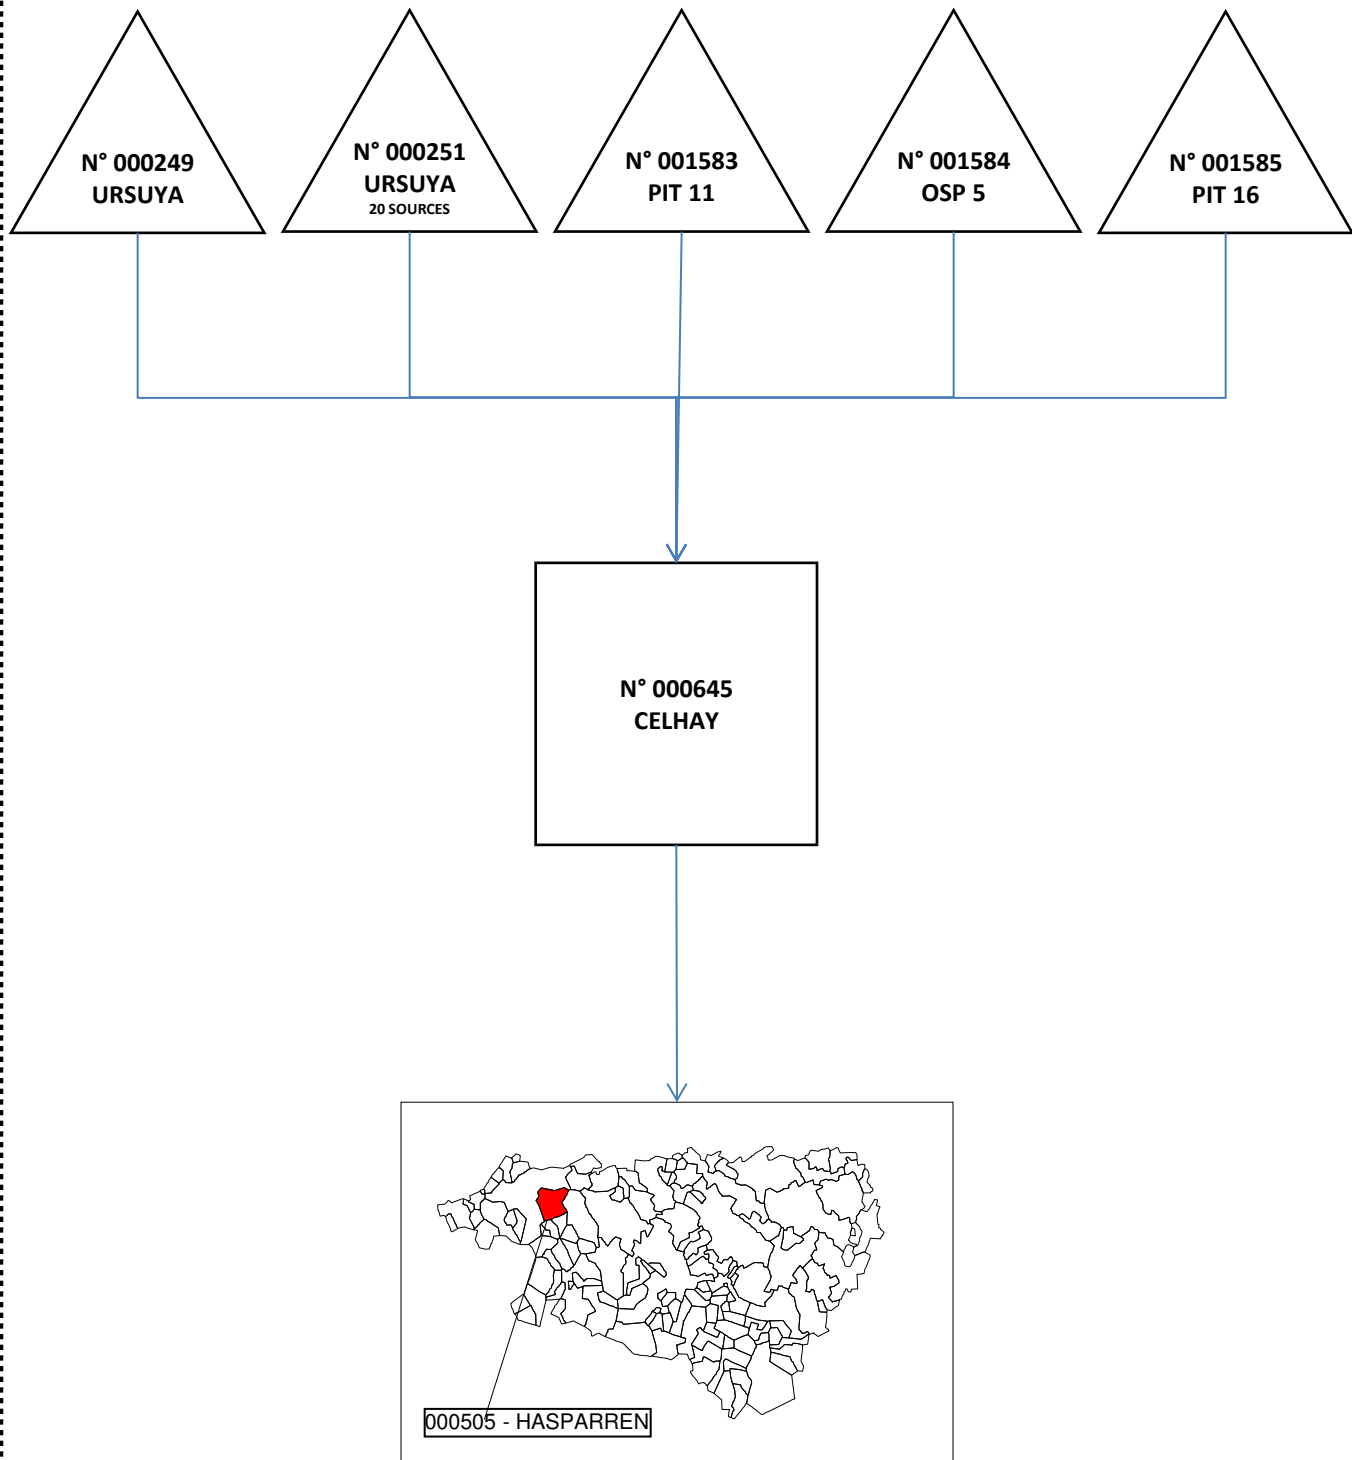 N° 000249
URSUYA
N° 000251
URSUYA
20 SOURCES
N° 001583
PIT 11
N° 001584
OSP 5
N° 001585
PIT 16
N° 000645
CELHAY
000505 - HASPARREN